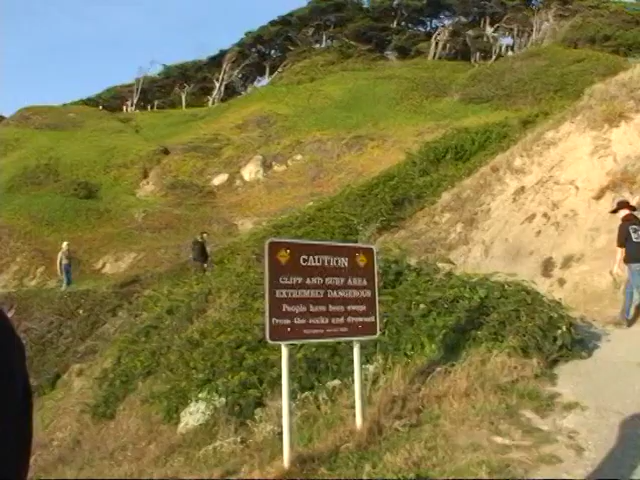 CAUTION
CLIFF AND SURF AREA
EXTREMELY DANGEROUS
People have been swept
from the rocks and drowned